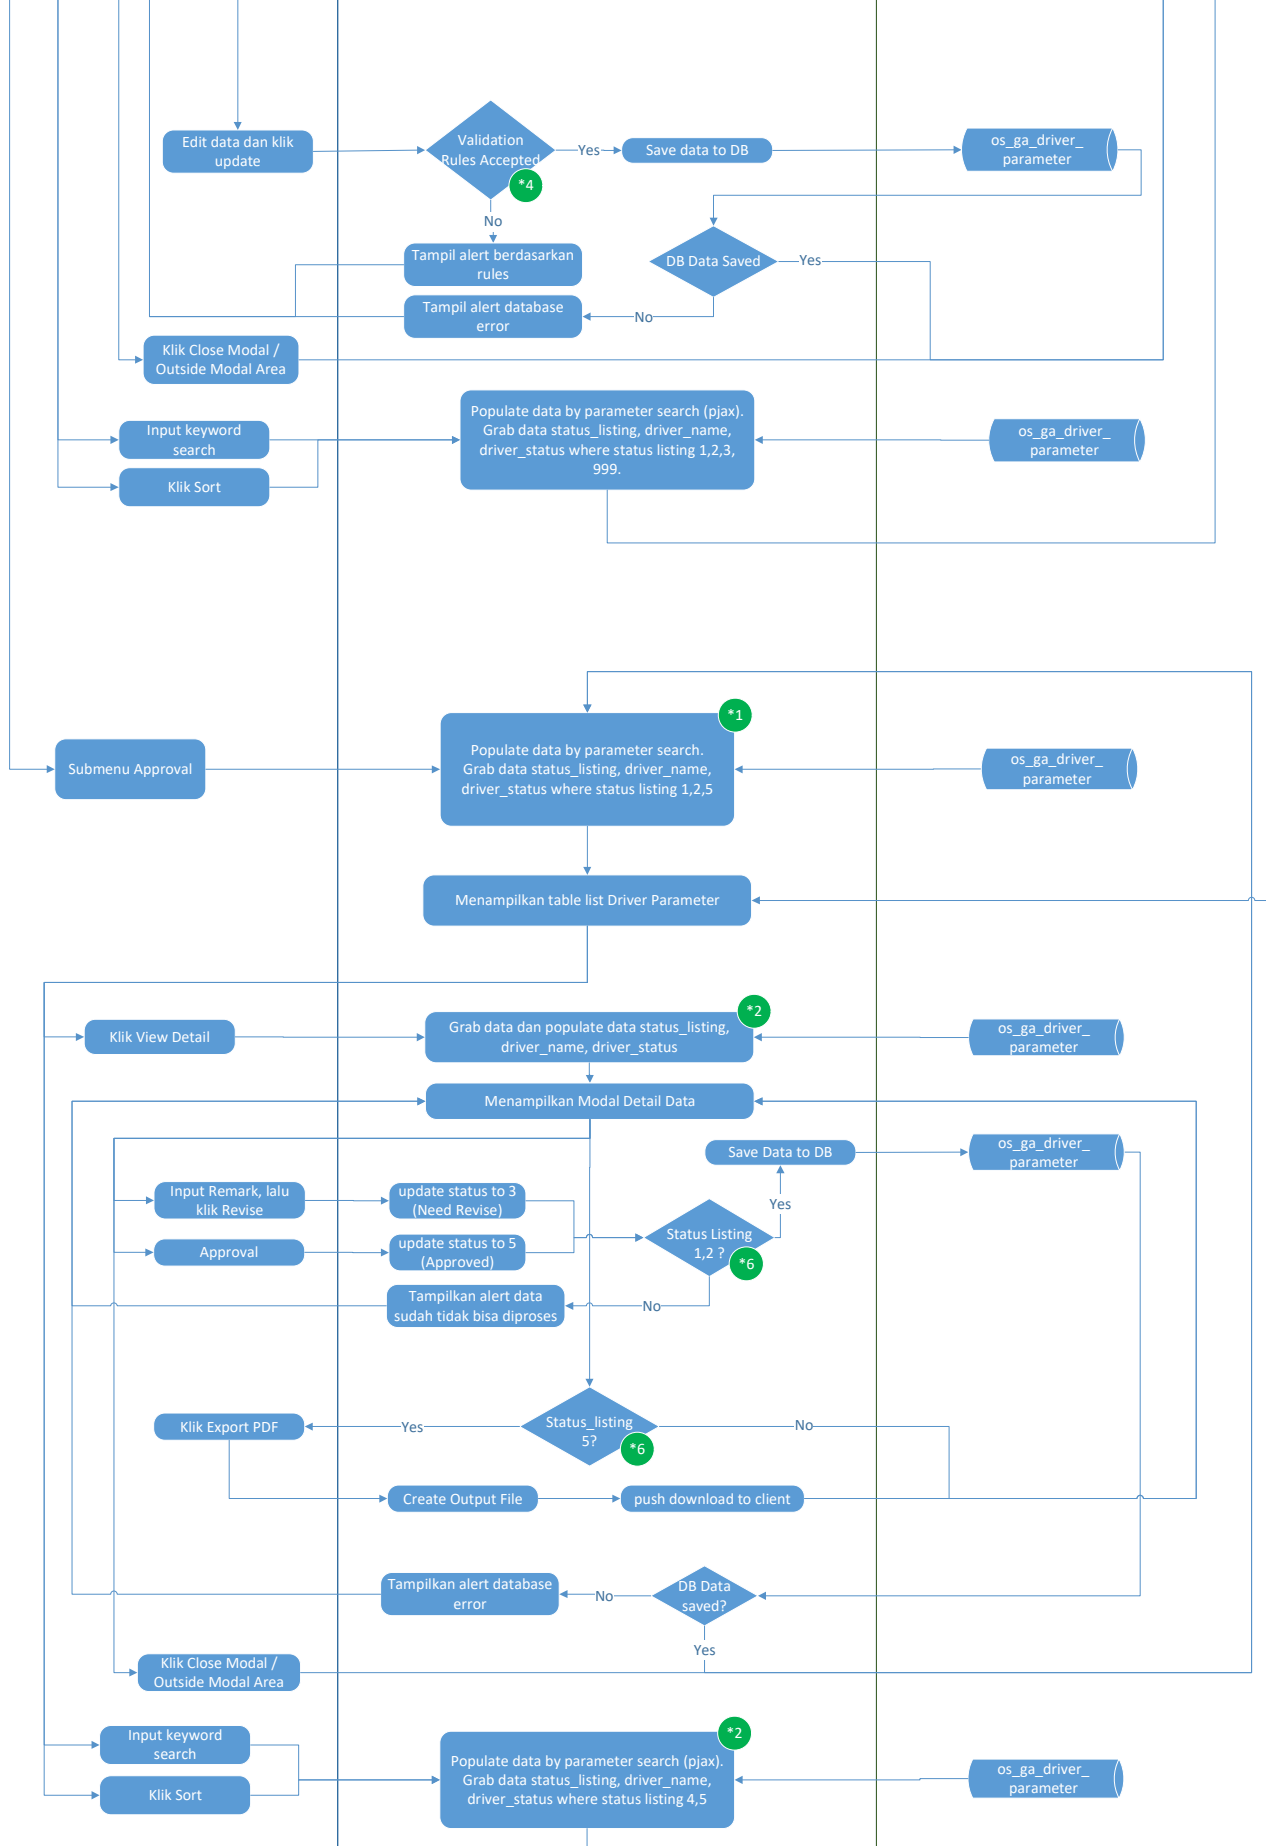 Edit data dan klik
update
Validation
Rules Accepted
*4
Yes
Save data to DB
os_ga_driver_
parameter
No
Tampil alert berdasarkan
rules
DB Data Saved
Yes
Tampil alert database
error
No
Klik Close Modal /
Outside Modal Area
Populate data by parameter search (pjax).
Grab data status_listing, driver_name,
driver_status where status listing 1,2,3,
999.
Input keyword
search
os_ga_driver_
parameter
Klik Sort
*1
Submenu Approval
Populate data by parameter search.
Grab data status_listing, driver_name,
driver_status where status listing 1,2,5
os_ga_driver_
parameter
Menampilkan table list Driver Parameter
*2
Klik View Detail
Grab data dan populate data status_listing,
driver_name, driver_status
os_ga_driver_
parameter
Menampilkan Modal Detail Data
Save Data to DB
os_ga_driver_
parameter
Input Remark, lalu
klik Revise
update status to 3
(Need Revise)
Yes
Status Listing
1,2 ?
*6
Approval
update status to 5
(Approved)
Tampilkan alert data
sudah tidak bisa diproses
No
Klik Export PDF
Yes
Status_listing
5?
*6
No
Create Output File
push download to client
Tampilkan alert database
error
No
DB Data
saved?
Yes
Klik Close Modal /
Outside Modal Area
Input keyword
search
*2
Populate data by parameter search (pjax).
Grab data status_listing, driver_name,
driver_status where status listing 4,5
os_ga_driver_
parameter
Klik Sort